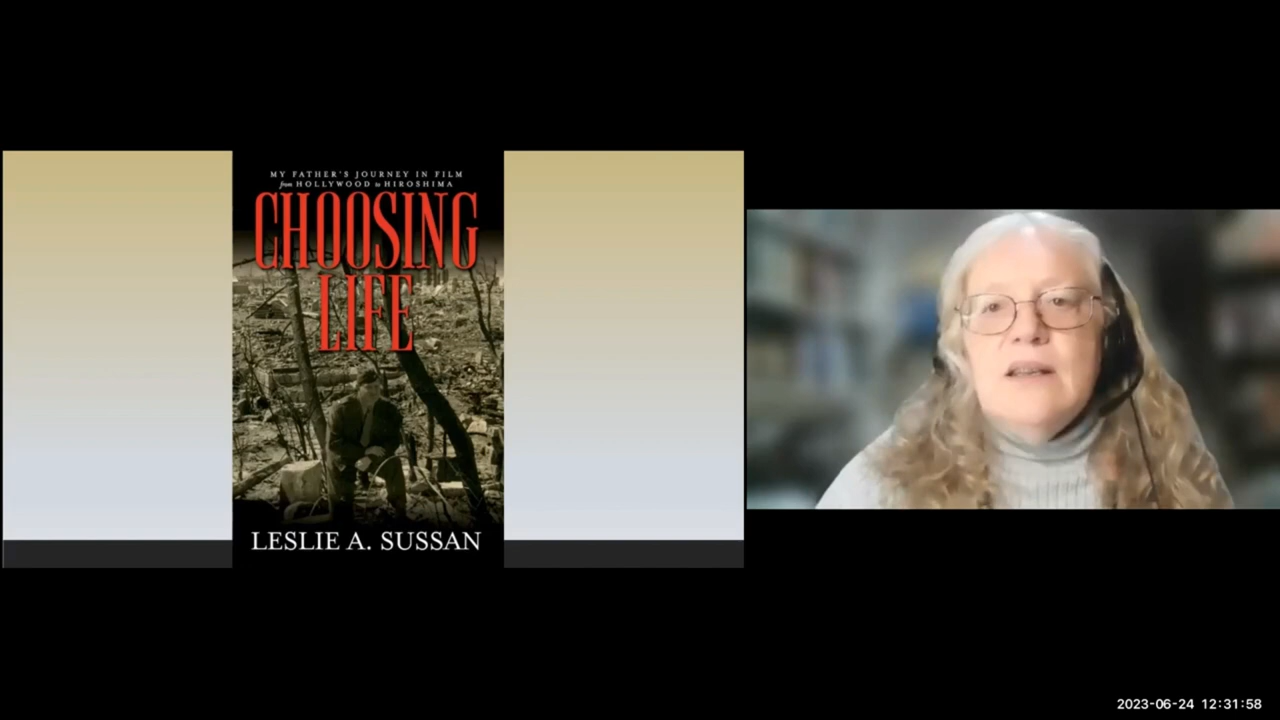 MY FATHER'S JOURNEY IN FILM
from HOLLYWOOD to HIROSHIMA
CHOOSING
LIFE
LESLIE A. SUSSAN
2023-06-24 12:31:58